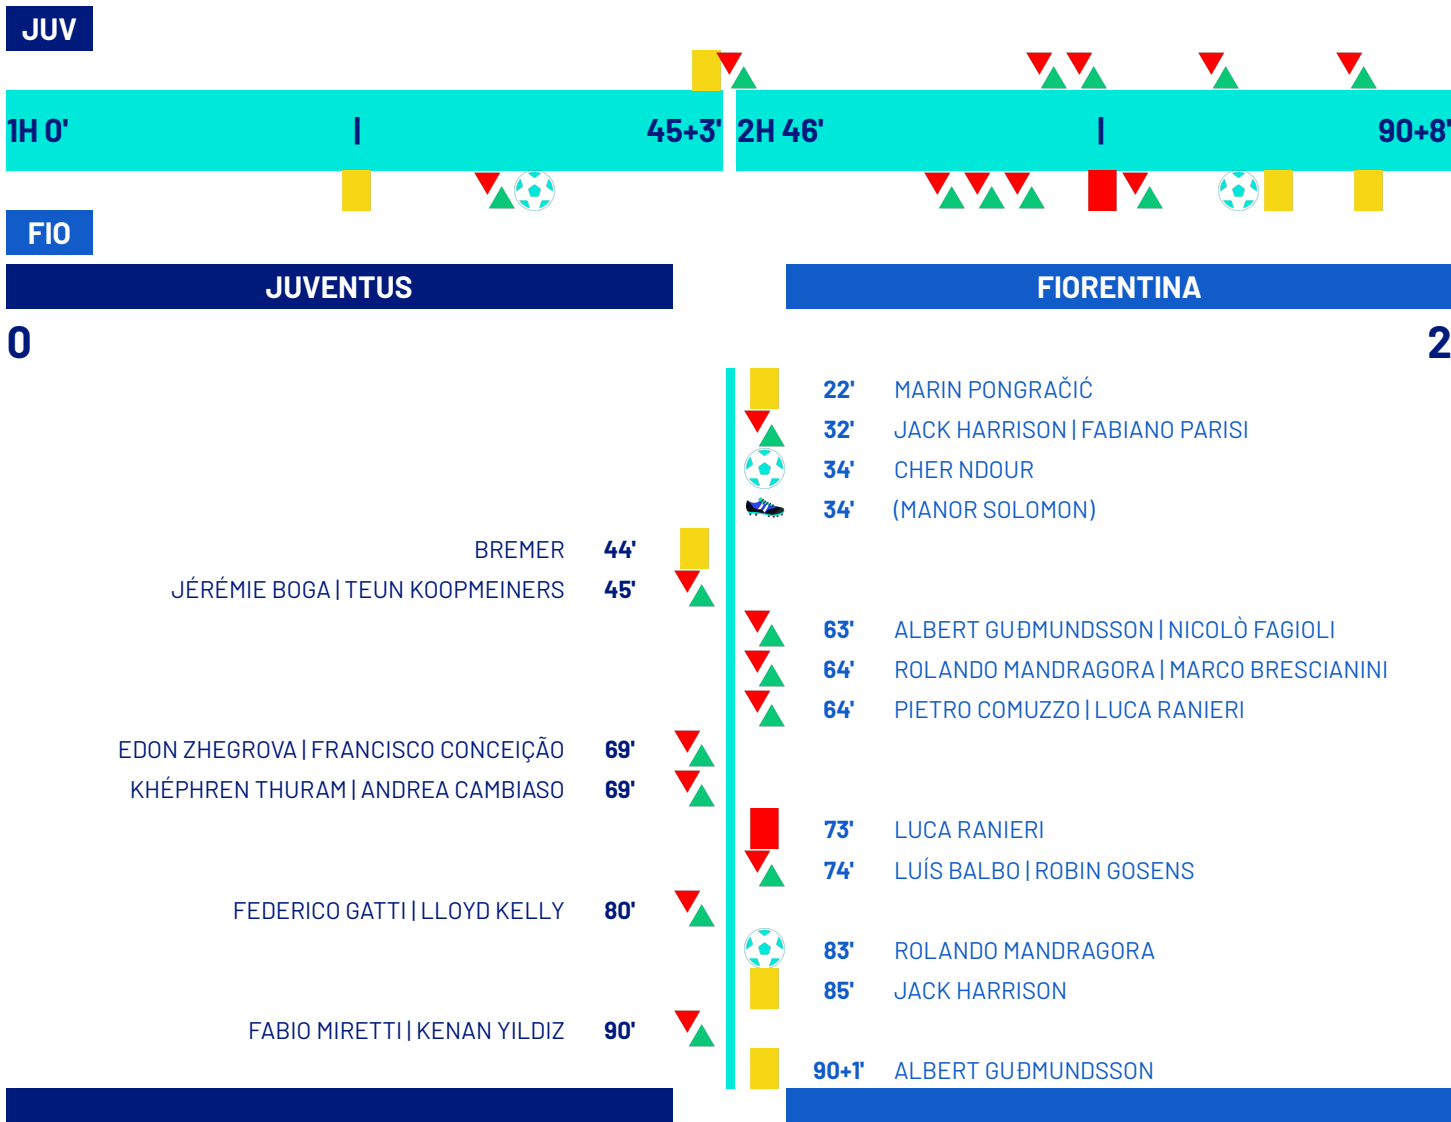 JUV
1H 0' | 45+3' 2H 46' | 90+8'
FIO
JUVENTUS FIORENTINA
0 2
22' MARIN PONGRAČIĆ
32' JACK HARRISON | FABIANO PARISI
34' CHER NDOUR
34' (MANOR SOLOMON)
BREMER 44'
JÉRÉMIE BOGA | TEUN KOOPMEINERS 45'
63' ALBERT GUÐMUNDSSON | NICOLÒ FAGIOLI
64' ROLANDO MANDRAGORA | MARCO BRESCIANINI
64' PIETRO COMUZZO | LUCA RANIERI
EDON ZHEGROVA | FRANCISCO CONCEIÇÃO 69'
KHÉPHREN THURAM | ANDREA CAMBIASO 69'
73' LUCA RANIERI
74' LUÍS BALBO | ROBIN GOSENS
FEDERICO GATTI | LLOYD KELLY 80'
83' ROLANDO MANDRAGORA
85' JACK HARRISON
FABIO MIRETTI | KENAN YILDIZ 90'
90+1' ALBERT GUÐMUNDSSON